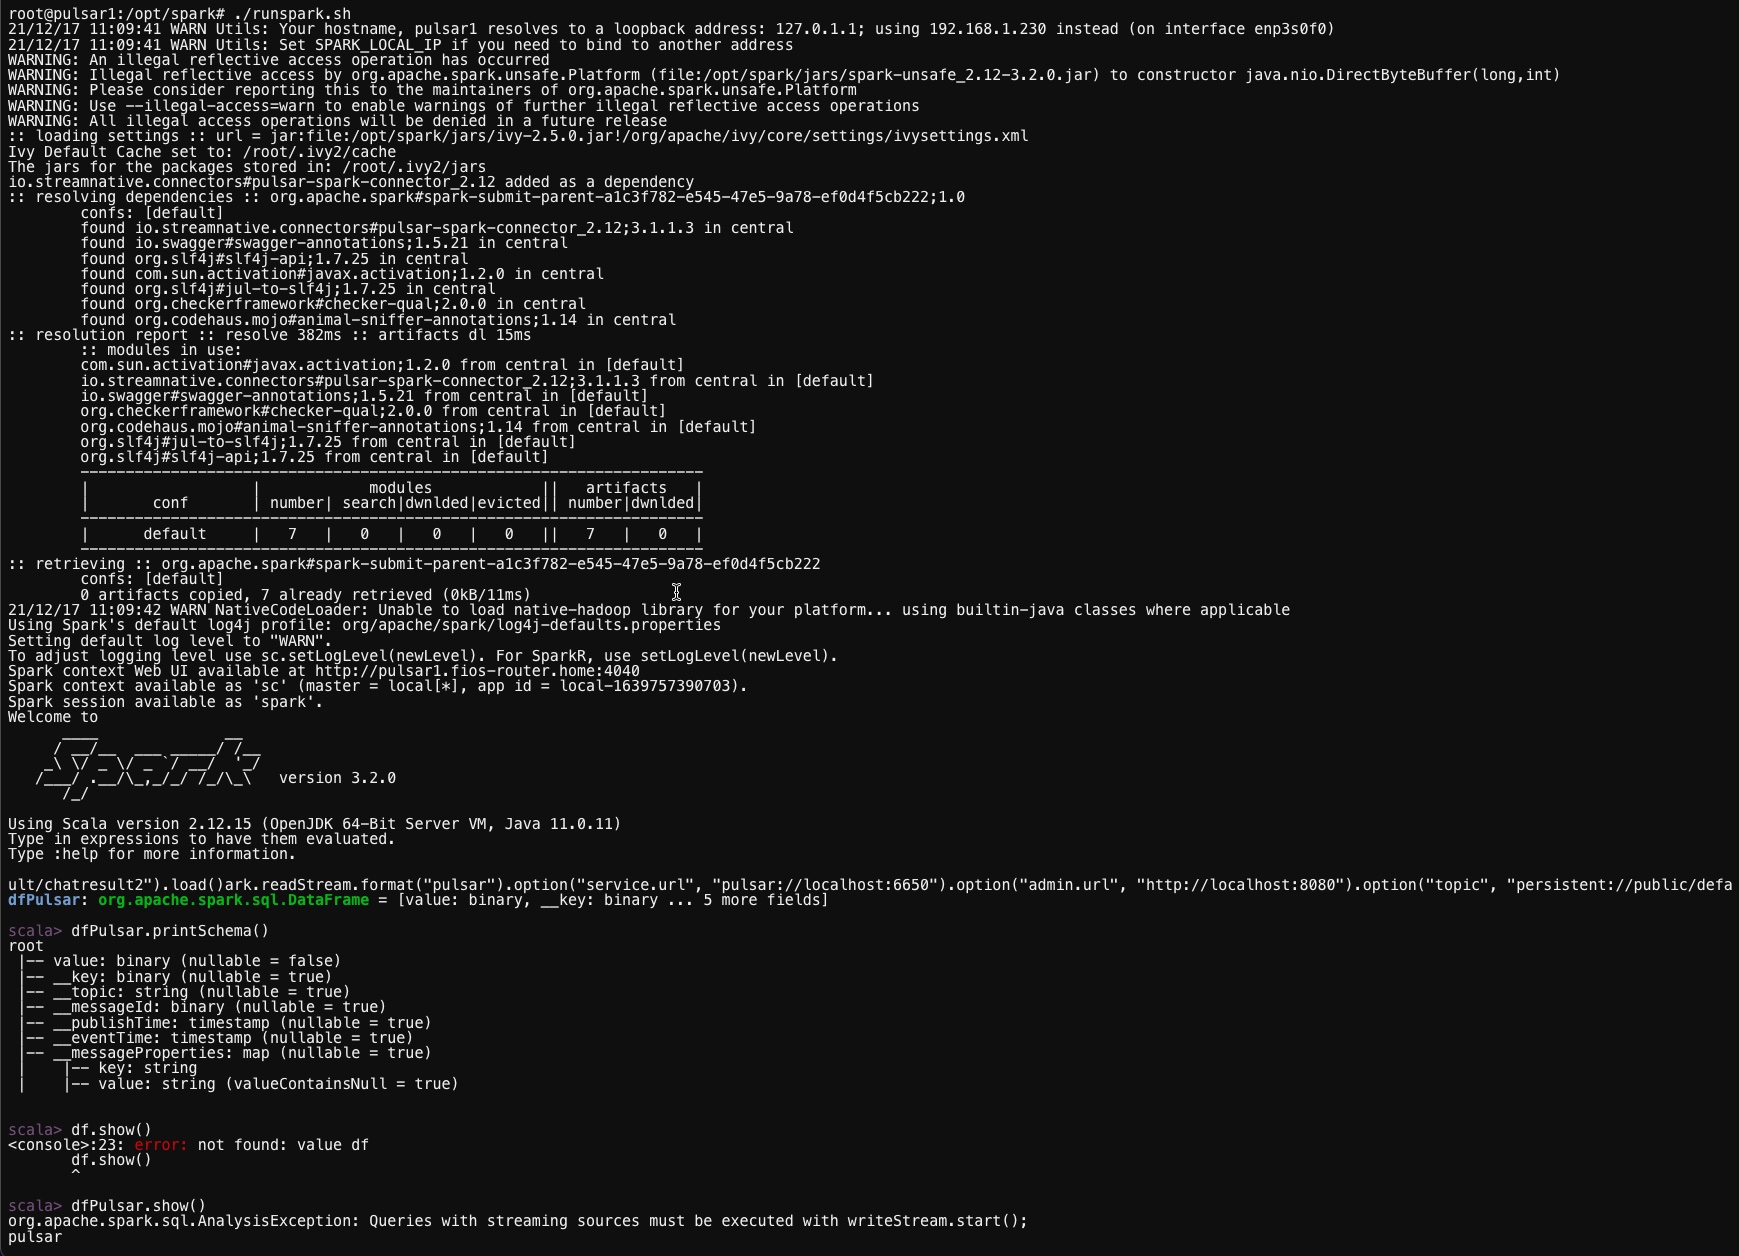 root@pulsar1:/opt/spark# ./runspark.sh
21/12/17 11:09:41 WARN Utils: Your hostname, pulsar1 resolves to a loopback address: 127.0.1.1; using 192.168.1.230 instead (on interface enp3s0f0)
21/12/17 11:09:41 WARN Utils: Set SPARK_LOCAL_IP if you need to bind to another address
WARNING: An illegal reflective access operation has occurred
WARNING: Illegal reflective access by org.apache.spark.unsafe.Platform (file:/opt/spark/jars/spark-unsafe_2.12-3.2.0.jar) to constructor java.nio.DirectByteBuffer(long,int)
WARNING: Please consider reporting this to the maintainers of org.apache.spark.unsafe.Platform
WARNING: Use --illegal-access=warn to enable warnings of further illegal reflective access operations
WARNING: All illegal access operations will be denied in a future release
:: loading settings :: url = jar:file:/opt/spark/jars/ivy-2.5.0.jar!/org/apache/ivy/core/settings/ivysettings.xml
Ivy Default Cache set to: /root/.ivy2/cache
The jars for the packages stored in: /root/.ivy2/jars
io.streamnative.connectors#pulsar-spark-connector_2.12 added as a dependency
:: resolving dependencies :: org.apache.spark#spark-submit-parent-a1c3f782-e545-47e5-9a78-ef0d4f5cb222;1.0
        confs: [default]
        found io.streamnative.connectors#pulsar-spark-connector_2.12;3.1.1.3 in central
        found io.swagger#swagger-annotations;1.5.21 in central
        found org.slf4j#slf4j-api;1.7.25 in central
        found com.sun.activation#javax.activation;1.2.0 in central
        found org.slf4j#jul-to-slf4j;1.7.25 in central
        found org.checkerframework#checker-qual;2.0.0 in central
        found org.codehaus.mojo#animal-sniffer-annotations;1.14 in central
:: resolution report :: resolve 382ms :: artifacts dl 15ms
        :: modules in use:
        com.sun.activation#javax.activation;1.2.0 from central in [default]
        io.streamnative.connectors#pulsar-spark-connector_2.12;3.1.1.3 from central in [default]
        io.swagger#swagger-annotations;1.5.21 from central in [default]
        org.checkerframework#checker-qual;2.0.0 from central in [default]
        org.codehaus.mojo#animal-sniffer-annotations;1.14 from central in [default]
        org.slf4j#jul-to-slf4j;1.7.25 from central in [default]
        org.slf4j#slf4j-api;1.7.25 from central in [default]
        ---------------------------------------------------------------------
        |                  |            modules            ||   artifacts   |
        |       conf       | number| search|dwnlded|evicted|| number|dwnlded|
        ---------------------------------------------------------------------
        |      default     |   7   |   0   |   0   |   0   ||   7   |   0   |
        ---------------------------------------------------------------------
:: retrieving :: org.apache.spark#spark-submit-parent-a1c3f782-e545-47e5-9a78-ef0d4f5cb222
        confs: [default]
        0 artifacts copied, 7 already retrieved (0kB/11ms)
21/12/17 11:09:42 WARN NativeCodeLoader: Unable to load native-hadoop library for your platform... using builtin-java classes where applicable
Using Spark's default log4j profile: org/apache/spark/log4j-defaults.properties
Setting default log level to "WARN".
To adjust logging level use sc.setLogLevel(newLevel). For SparkR, use setLogLevel(newLevel).
Spark context Web UI available at http://pulsar1.fios-router.home:4040
Spark context available as 'sc' (master = local[*], app id = local-1639757390703).
Spark session available as 'spark'.
Welcome to
      ____              __
     / __/__  ___ _____/ /__
    _\ \/ _ \/ _ `/ __/  '_/
   /___/ .__/\_,_/_/ /_/\_\   version 3.2.0
      /_/

Using Scala version 2.12.15 (OpenJDK 64-Bit Server VM, Java 11.0.11)
Type in expressions to have them evaluated.
Type :help for more information.

ult/chatresult2").load()ark.readStream.format("pulsar").option("service.url", "pulsar://localhost:6650").option("admin.url", "http://localhost:8080").option("topic", "persistent://public/defa
dfPulsar: org.apache.spark.sql.DataFrame = [value: binary, __key: binary ... 5 more fields]

scala> dfPulsar.printSchema()
root
 |-- value: binary (nullable = false)
 |-- __key: binary (nullable = true)
 |-- __topic: string (nullable = true)
 |-- __messageId: binary (nullable = true)
 |-- __publishTime: timestamp (nullable = true)
 |-- __eventTime: timestamp (nullable = true)
 |-- __messageProperties: map (nullable = true)
 |    |-- key: string
 |    |-- value: string (valueContainsNull = true)

scala> df.show()
<console>:23: error: not found: value df
       df.show()
       ^

scala> dfPulsar.show()
org.apache.spark.sql.AnalysisException: Queries with streaming sources must be executed with writeStream.start();
pulsar